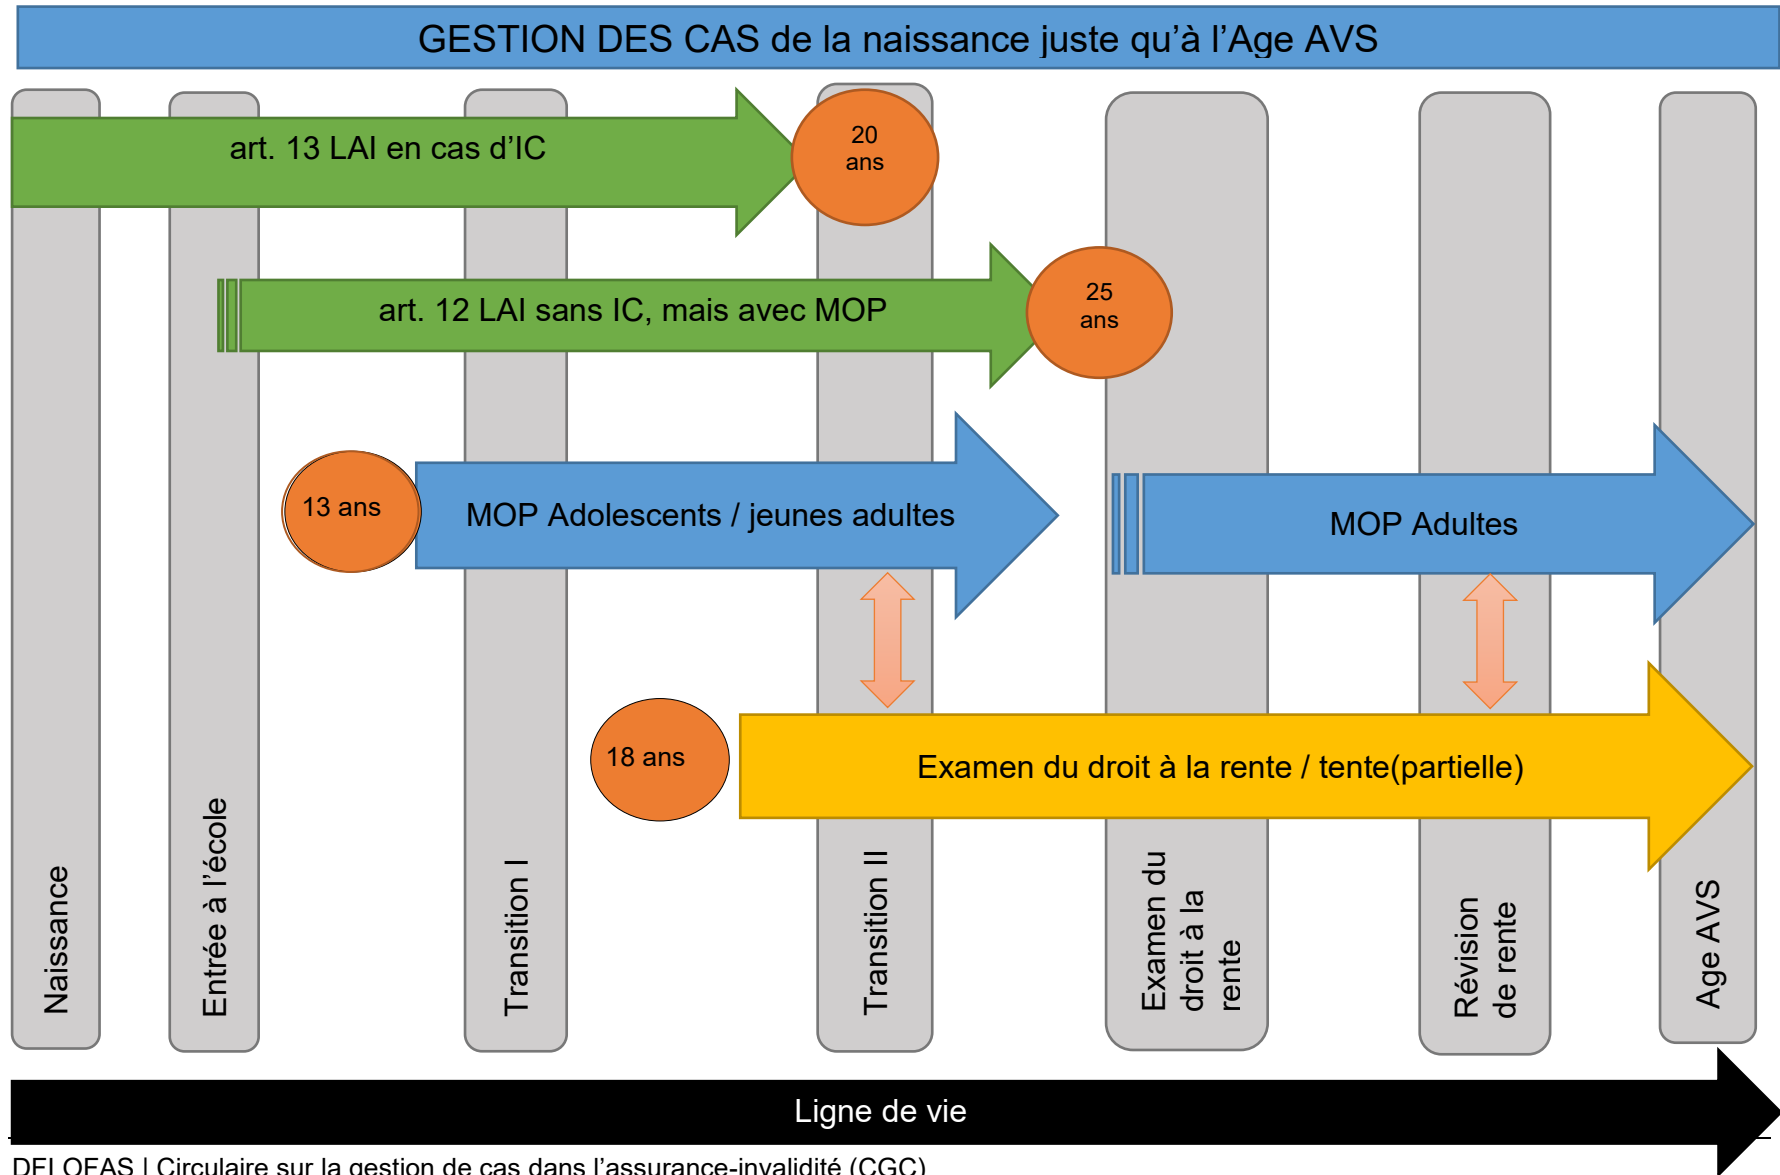 GESTION DES CAS de la naissance juste qu'à l'Age AVS
art. 13 LAI en cas d'IC
20
ans
art. 12 LAI sans IC, mais avec MOP
25
ans
13 ans
MOP Adolescents / jeunes adultes
MOP Adultes
18 ans
Examen du droit à la rente / tente(partielle)
Naissance
Entrée à l'école
Transition I
Transition II
Examen du
droit à la
rente
Révision
de rente
Age AVS
Ligne de vie
DFI OFAS | Circulaire sur la gestion de cas dans l'assurance-invalidité (CGC)